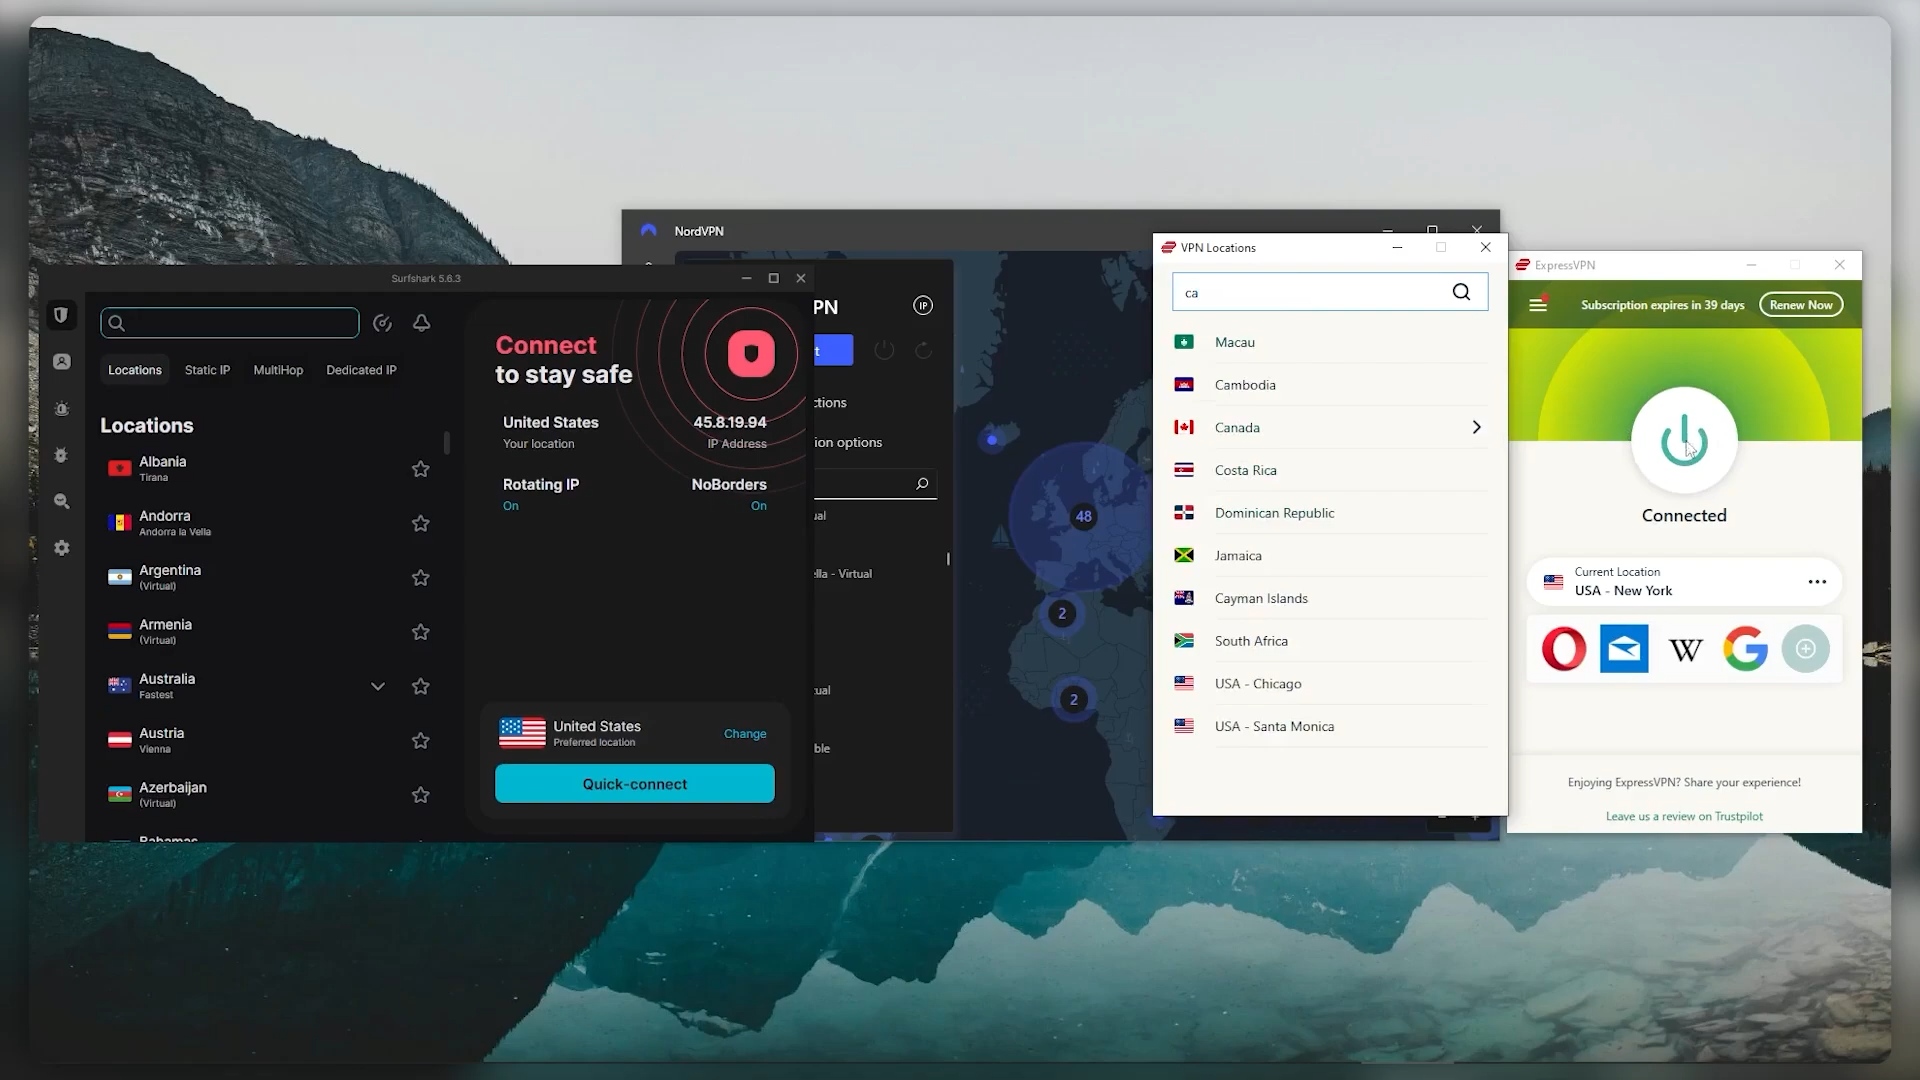 NordVPN
Surfshark 5.6.3
Locations
Static IP
MultiHop
Dedicated IP
Locations
Albania
Tirana
Andorra
Andorra la Vella
Argentina
(Virtual)
Armenia
(Virtual)
Australia
Fastest
Austria
Vienna
Azerbaijan
(Virtual)
Connect
to stay safe
United States
45.8.19.94
Your location
IP Address
Rotating IP
NoBorders
On
On
United States
Preferred location
Change
Quick-connect
PN
IP
t
ctions
ion options
ual
lla - Virtual
tual
ble
48
2
2
VPN Locations
ca
Macau
Cambodia
Canada
Costa Rica
Dominican Republic
Jamaica
Cayman Islands
South Africa
USA - Chicago
USA - Santa Monica
ExpressVPN
Subscription expires in 39 days
Renew Now
Connected
Current Location
USA - New York
W
Enjoying ExpressVPN? Share your experience!
Leave us a review on Trustpilot